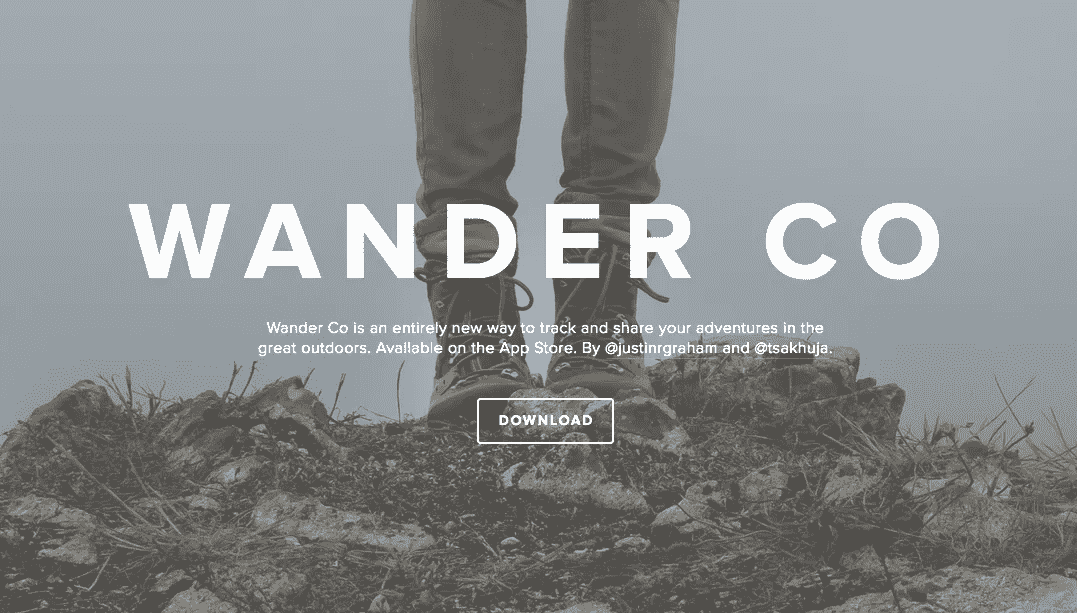 WANDER CO
Wander Co is an entirely new way to track and share your adventures in the
great outdoors. Available on the App Store. By @justinrgraham and @tsakhuja.
DOWNLOAD